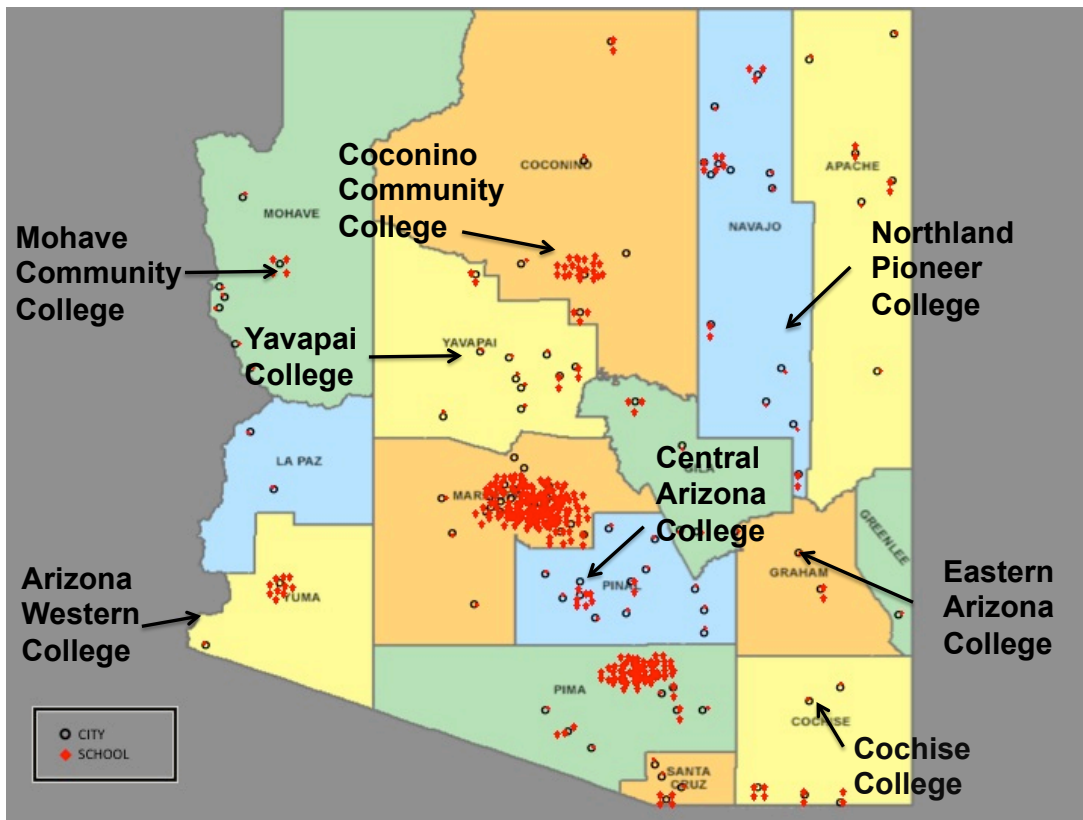 Coconino
Community
College
COCONINO
APACHE
MOHAVE
NAVAJO
Mohave
Community
College
Northland
Pioneer
College
Yavapai
College
YAVAPAI
LA PAZ
Central
Arizona
College
GILA
GREENLEE
GRAHAM
Arizona
Western
College
YUMA
Eastern
Arizona
College
PIMA
COCHISE
Cochise
College
SANTA
CRUZ
CITY
SCHOOL